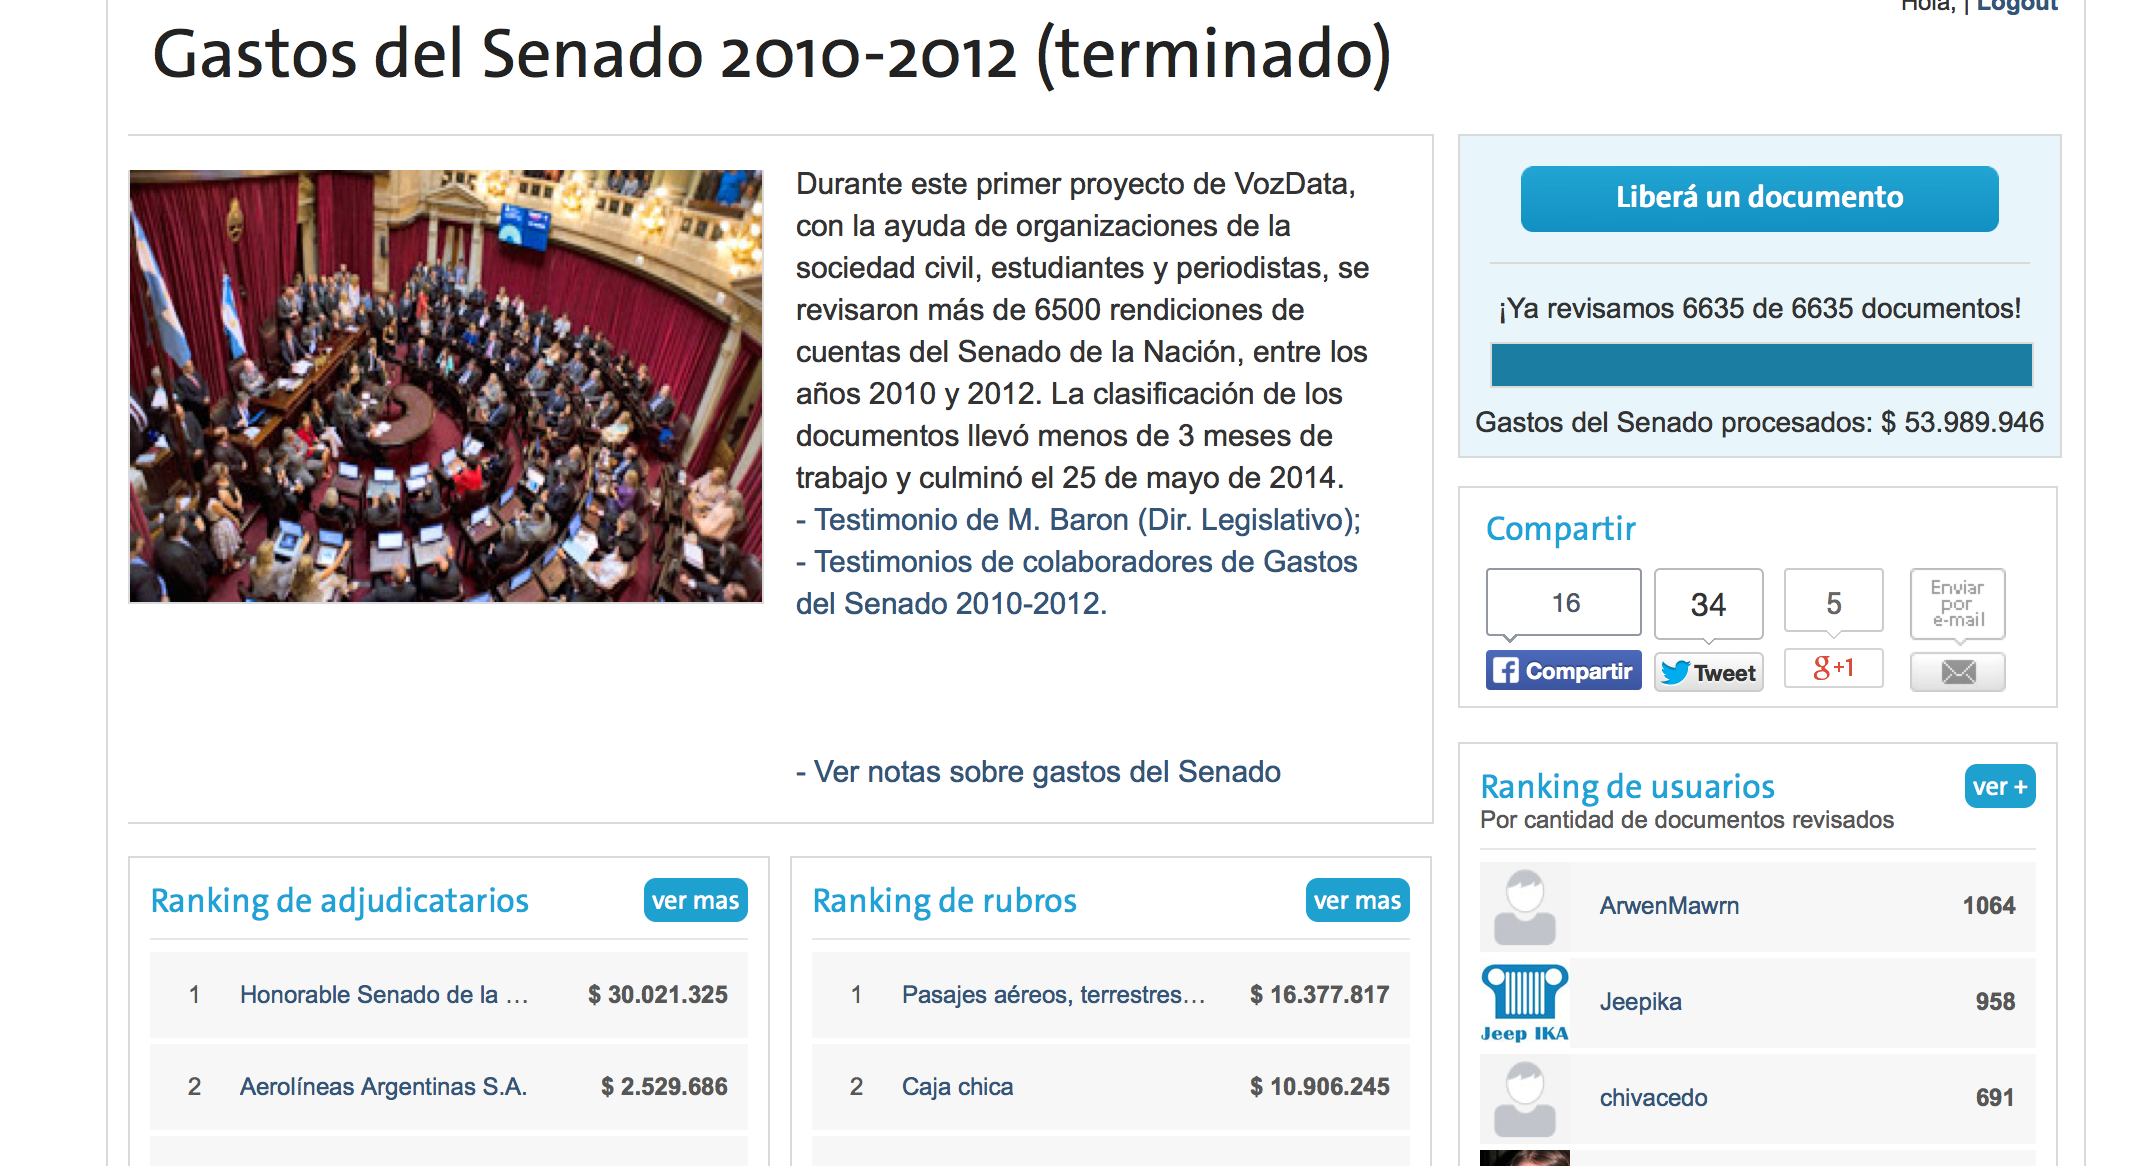 Hola, | Logout
Gastos del Senado 2010-2012 (terminado)
Durante este primer proyecto de VozData,
con la ayuda de organizaciones de la
sociedad civil, estudiantes y periodistas, se
revisaron más de 6500 rendiciones de
cuentas del Senado de la Nación, entre los
años 2010 y 2012. La clasificación de los
documentos llevó menos de 3 meses de
trabajo y culminó el 25 de mayo de 2014.
- Testimonio de M. Baron (Dir. Legislativo);
- Testimonios de colaboradores de Gastos
del Senado 2010-2012.
- Ver notas sobre gastos del Senado
Liberá un documento
¡Ya revisamos 6635 de 6635 documentos!
Gastos del Senado procesados: $ 53.989.946
Compartir
16 34 5 Enviar
por
e-mail
Compartir Tweet g+1
Ranking de usuarios ver +
Por cantidad de documentos revisados
ArwenMawrn 1064
Jeep IKA Jeepika 958
chivacedo 691
Ranking de adjudicatarios ver mas
1 Honorable Senado de la ... $ 30.021.325
2 Aerolíneas Argentinas S.A. $ 2.529.686
Ranking de rubros ver mas
1 Pasajes aéreos, terrestres... $ 16.377.817
2 Caja chica $ 10.906.245